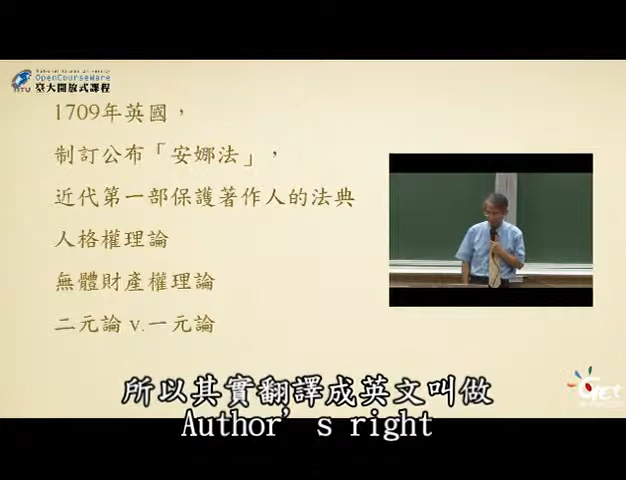 OpenCourseWare
臺大開放式課程
NTU
1709年英國，
制訂公布「安娜法」，
近代第一部保護著作人的法典
人格權理論
無體財產權理論
二元論 v.一元論
所以其實翻譯成英文叫做
Author's right